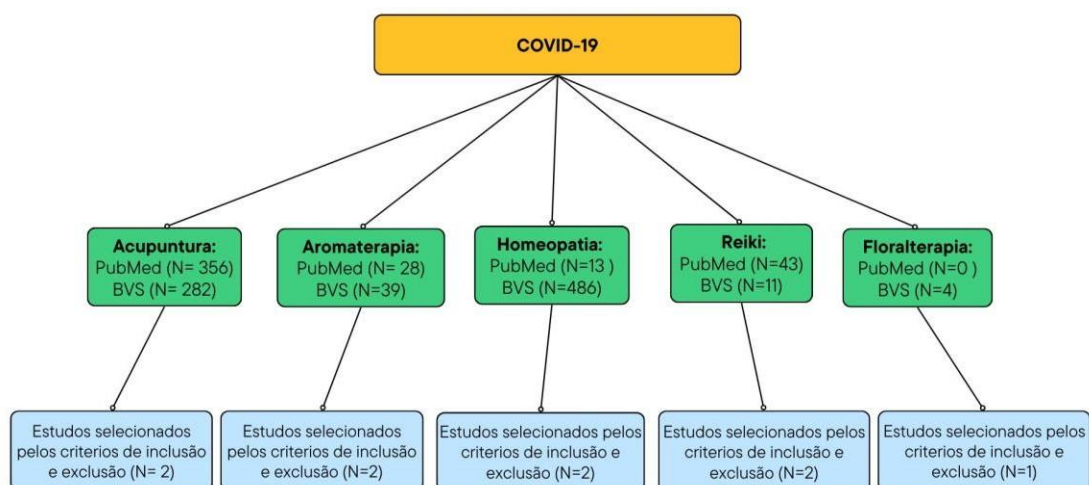 COVID-19
Acupuntura:
PubMed (N= 356)
BVS (N= 282)
Aromaterapia:
PubMed (N= 28)
BVS (N=39)
Homeopatia:
PubMed (N=13 )
BVS (N=486)
Reiki:
PubMed (N=43)
BVS (N=11)
Floralterapia:
PubMed (N=0 )
BVS (N=4)
Estudos selecionados
pelos criterios de inclusão
e exclusão (N= 2)
Estudos selecionados
pelos criterios de inclusão
e exclusão (N=2)
Estudos selecionados pelos
criterios de inclusão e
exclusão (N=2)
Estudos selecionados pelos
criterios de inclusão e
exclusão (N=2)
Estudos selecionados pelos
criterios de inclusão e
exclusão (N=1)